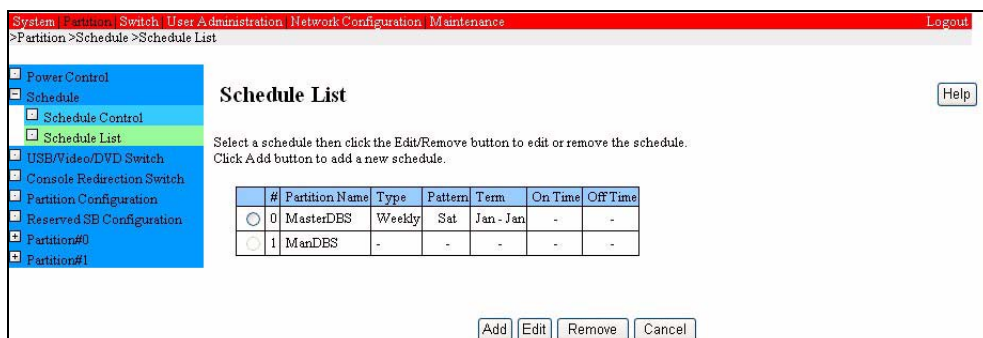 System | Partition | Switch | User Administration | Network Configuration | Maintenance Logout
>Partition >Schedule >Schedule List
Power Control
Schedule
Schedule Control
Schedule List
USB/Video/DVD Switch
Console Redirection Switch
Partition Configuration
Reserved SB Configuration
Partition#0
Partition#1
Schedule List
Help
Select a schedule then click the Edit/Remove button to edit or remove the schedule.
Click Add button to add a new schedule.
# Partition Name Type Pattern Term On Time Off Time
0 MasterDBS Weekly Sat Jan - Jan - -
1 ManDBS - - - - -
Add Edit Remove Cancel